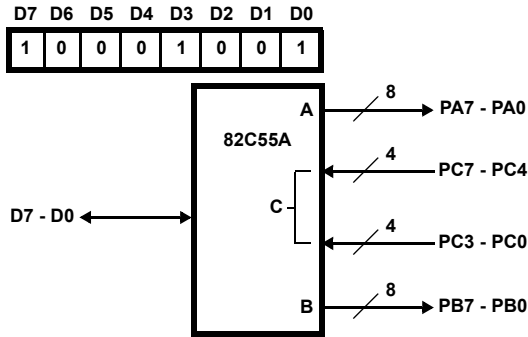 D7 D6 D5 D4 D3 D2 D1 D0
1 0 0 0 1 0 0 1
A 8 PA7 - PA0
82C55A
4 PC7 - PC4
C
D7 - D0
4 PC3 - PC0
B 8 PB7 - PB0